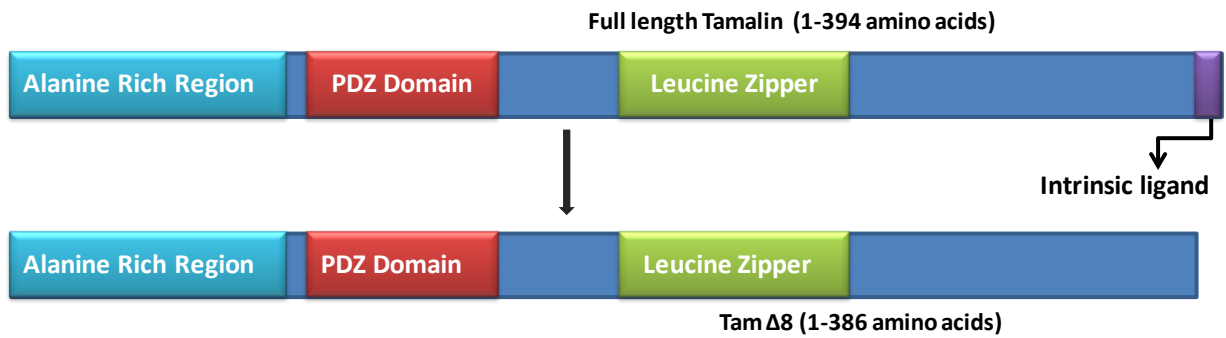 Full length Tamalin (1-394 amino acids)
Alanine Rich Region PDZ Domain Leucine Zipper
Intrinsic ligand
Alanine Rich Region PDZ Domain Leucine Zipper
Tam Δ8 (1-386 amino acids)